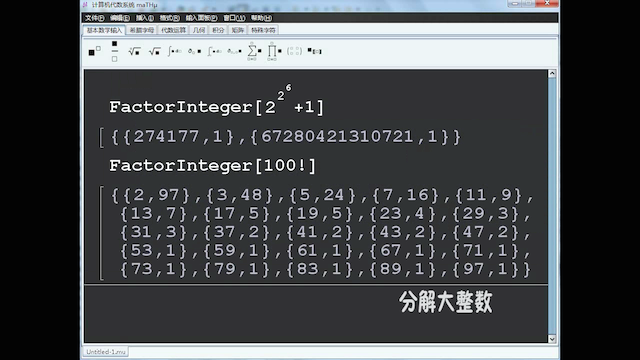 计算机代数系统 maTHμ
文件(F) 编辑(E) 插入(I) 格式(R) 输入面板(P) 窗口(V) 帮助(H)
基本数学输入 希腊字母 代数运算 几何 积分 矩阵 特殊字符
FactorInteger[2^2^6+1]
{{274177,1},{67280421310721,1}}
FactorInteger[100!]
{{2,97},{3,48},{5,24},{7,16},{11,9},
{13,7},{17,5},{19,5},{23,4},{29,3},
{31,3},{37,2},{41,2},{43,2},{47,2},
{53,1},{59,1},{61,1},{67,1},{71,1},
{73,1},{79,1},{83,1},{89,1},{97,1}}
分解大整数
Untitled-1.mu